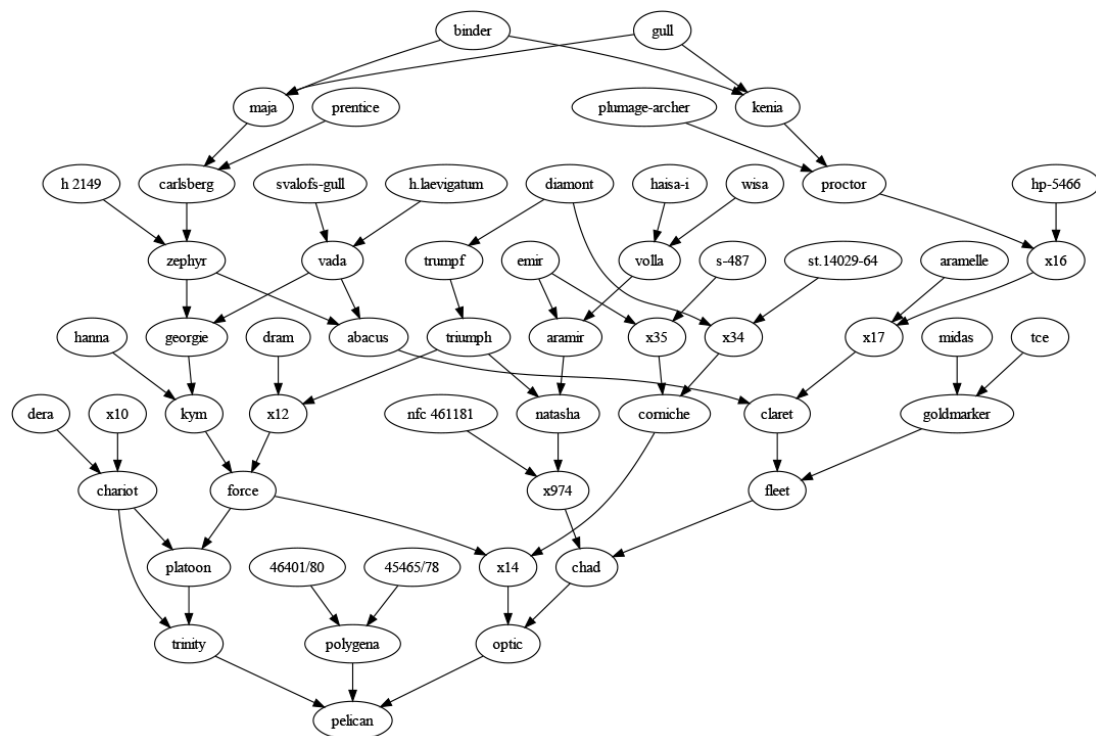 binder gull
maja prentice plumage-archer kenia
h 2149 carlsberg svalofs-gull h.laevigatum diamont haisa-i wisa proctor hp-5466
zephyr vada trumpf emir volla s-487 st.14029-64 aramelle x16
hanna georgie dram abacus triumph aramir x35 x34 x17 midas tce
dera x10 kym x12 nfc 461181 natasha corniche claret goldmarker
chariot force x974 fleet
platoon 46401/80 45465/78 x14 chad
trinity polygena optic
pelican